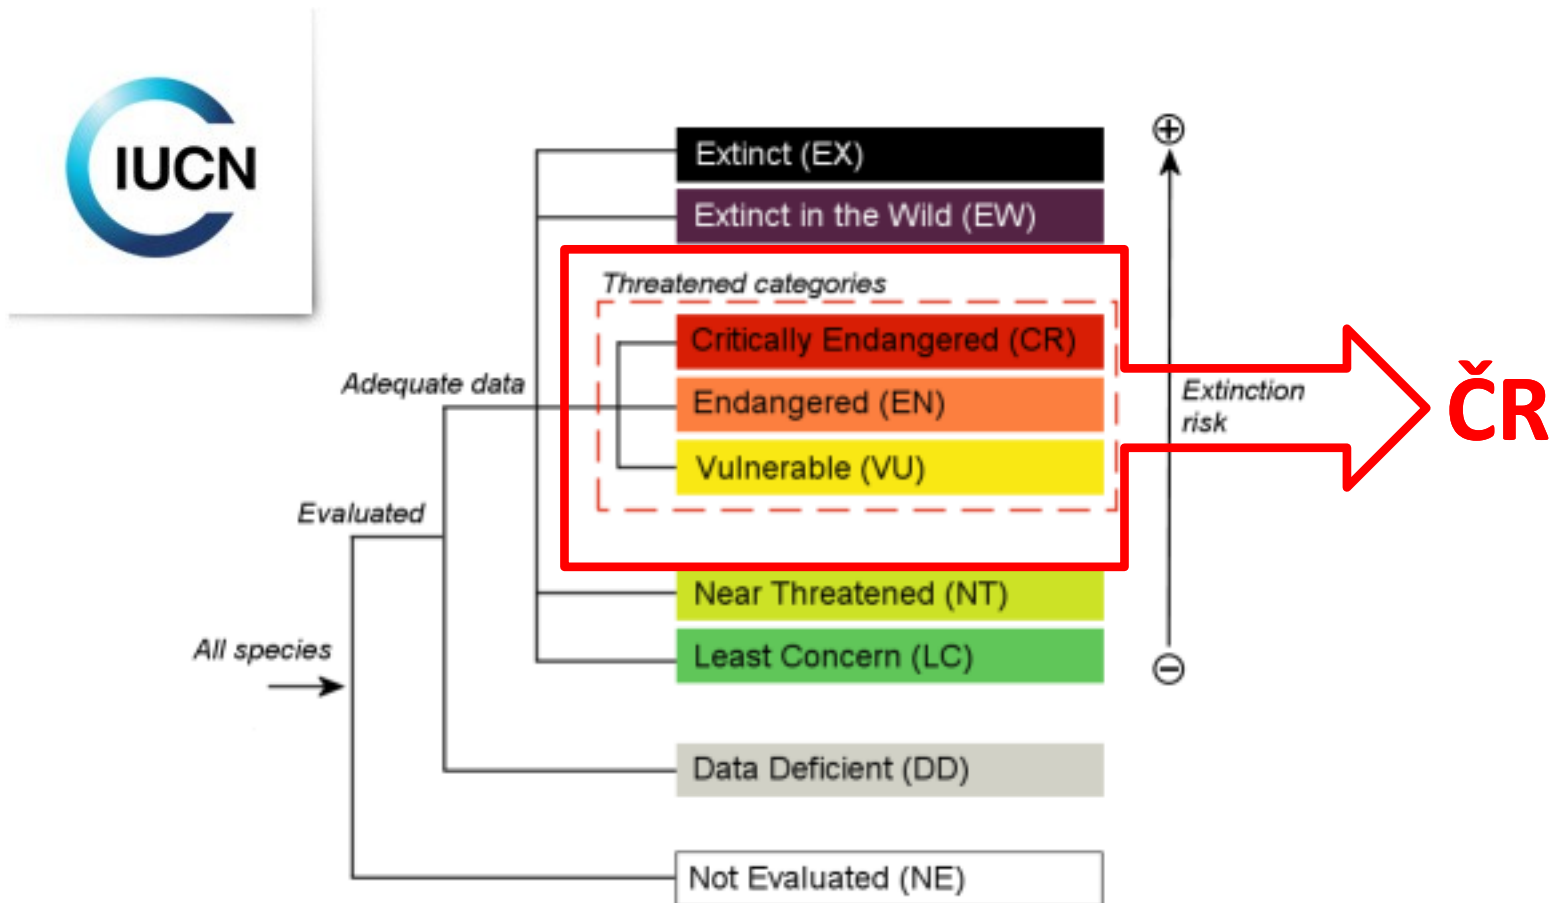 IUCN
Extinct (EX)
Extinct in the Wild (EW)
Threatened categories
Critically Endangered (CR)
Adequate data
Endangered (EN)
Extinction
risk
ČR
Vulnerable (VU)
Evaluated
Near Threatened (NT)
All species
Least Concern (LC)
Data Deficient (DD)
Not Evaluated (NE)